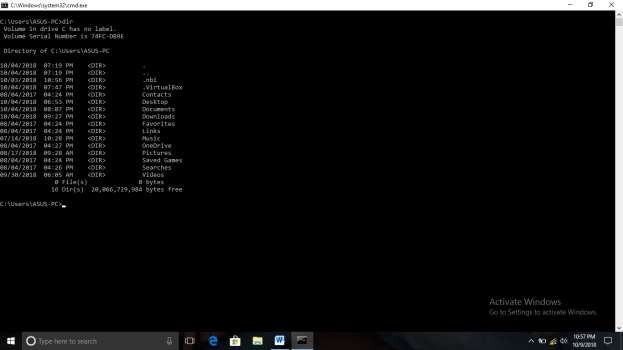 C:\Windows\system32\cmd.exe
C:\Users\ASUS-PC>dir
Volume in drive C has no label.
Volume Serial Number is 74FC-DB9E
Directory of C:\Users\ASUS-PC
10/04/2018 07:19 PM <DIR> .
10/04/2018 07:19 PM <DIR> ..
10/03/2018 10:56 PM <DIR> .nbi
10/04/2018 07:47 PM <DIR> .VirtualBox
08/04/2017 04:24 PM <DIR> Contacts
10/04/2018 06:53 PM <DIR> Desktop
10/04/2018 08:07 PM <DIR> Documents
10/04/2018 09:27 PM <DIR> Downloads
08/04/2017 04:24 PM <DIR> Favorites
08/04/2017 04:24 PM <DIR> Links
07/14/2018 10:28 PM <DIR> Music
08/04/2017 04:27 PM <DIR> OneDrive
08/17/2018 09:28 AM <DIR> Pictures
08/04/2017 04:24 PM <DIR> Saved Games
08/04/2017 04:26 PM <DIR> Searches
09/30/2018 06:05 AM <DIR> Videos
0 File(s) 0 bytes
16 Dir(s) 20,066,729,984 bytes free
C:\Users\ASUS-PC>
Activate Windows
Go to Settings to activate Windows.
Type here to search
10:57 PM
10/9/2018